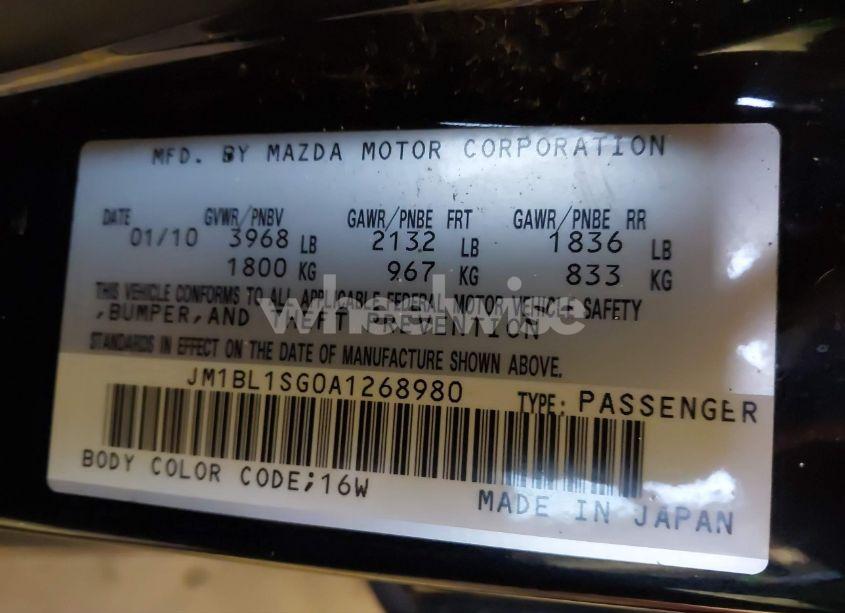 MFD. BY MAZDA MOTOR CORPORATION
DATE GVWR/PNBV GAWR/PNBE FRT GAWR/PNBE RR
01/10 3968 LB 2132 LB 1836 LB
1800 KG 967 KG 833 KG
THIS VEHICLE CONFORMS TO ALL APPLICABLE FEDERAL MOTOR VEHICLE SAFETY
,BUMPER,AND THEFT PREVENTION
STANDARDS IN EFFECT ON THE DATE OF MANUFACTURE SHOWN ABOVE.
JM1BL1SG0A1268980 TYPE: PASSENGER
BODY COLOR CODE;16W
MADE IN JAPAN
wheelwise